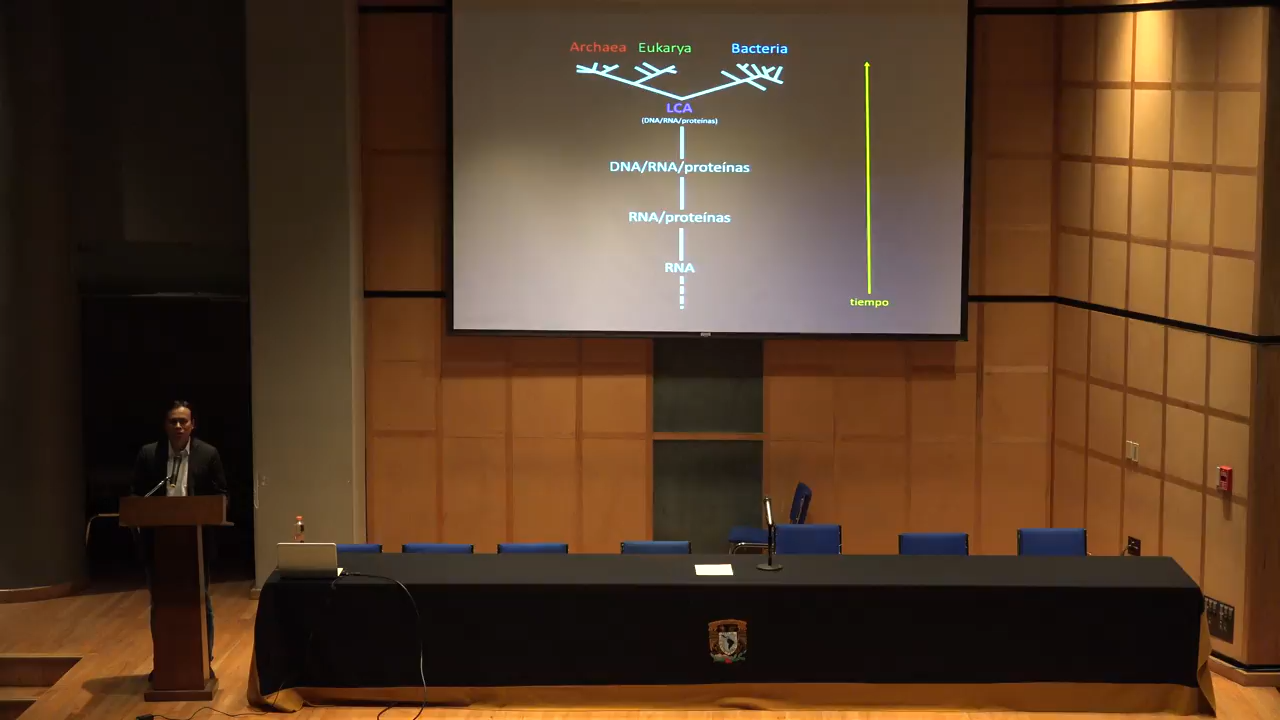 Archaea Eukarya Bacteria
LCA
(DNA/RNA/proteínas)
DNA/RNA/proteínas
RNA/proteínas
RNA
tiempo